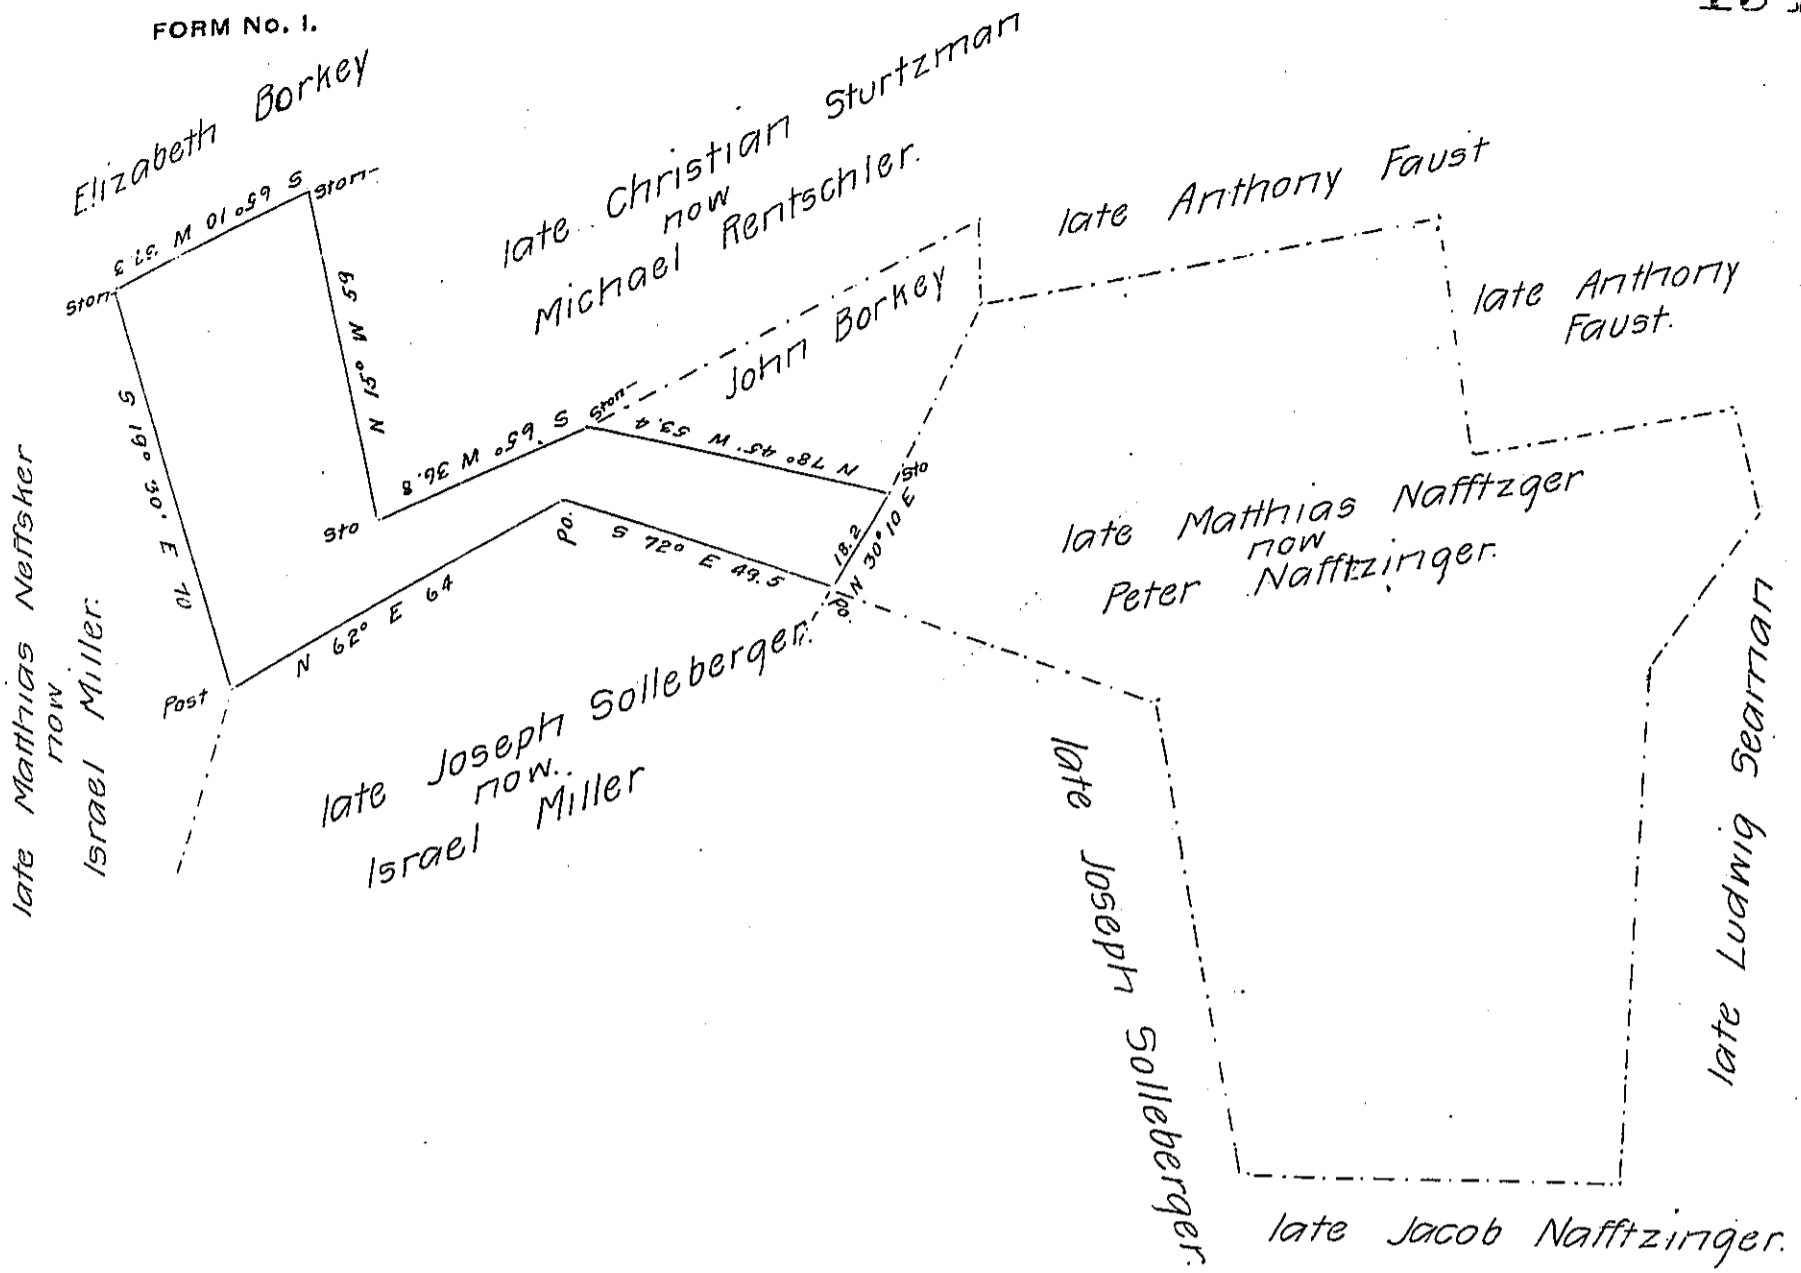 FORM No. 1.
Elizabeth Borkey
late Christian Sturtzman
now
Michael Rentschler.
late Anthony Faust
late Anthony
Faust.
John Borkey
S 65° 10 W 37.3
Ston
Ston
N 15° W 59
S 19° 30' E 70
S 65° W 36.8
Sto
Ston
N 78° 45' W 53.4
Sto
18.2
N 30° 10 E
po.
S 72° E 49.5
po.
N 62° E 64
Post
late Matthias Neffsker
now
Israel Miller.
late Joseph Solleberger.
now.
Israel Miller
late Matthias Nafftzger
now
Peter Nafftzinger.
late Joseph Solleberger.
late Ludwig Seaman
late Jacob Nafftzinger.